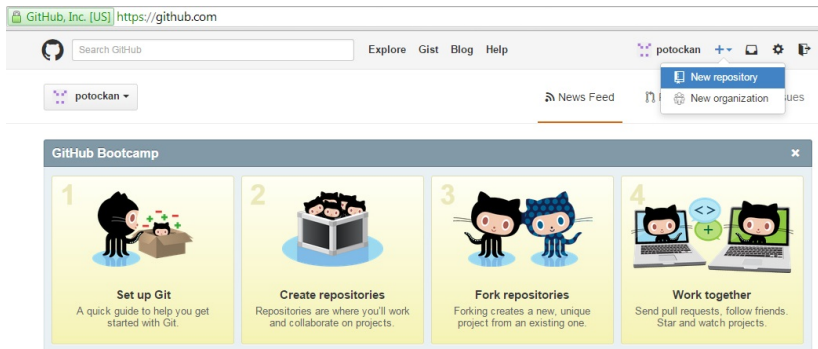 GitHub, Inc. [US] https://github.com
Search GitHub Explore Gist Blog Help potockan
New repository
New organization
potockan News Feed ues
GitHub Bootcamp
1 2 3 4
Set up Git
A quick guide to help you get
started with Git.
Create repositories
Repositories are where you'll work
and collaborate on projects.
Fork repositories
Forking creates a new, unique
project from an existing one.
Work together
Send pull requests, follow friends.
Star and watch projects.